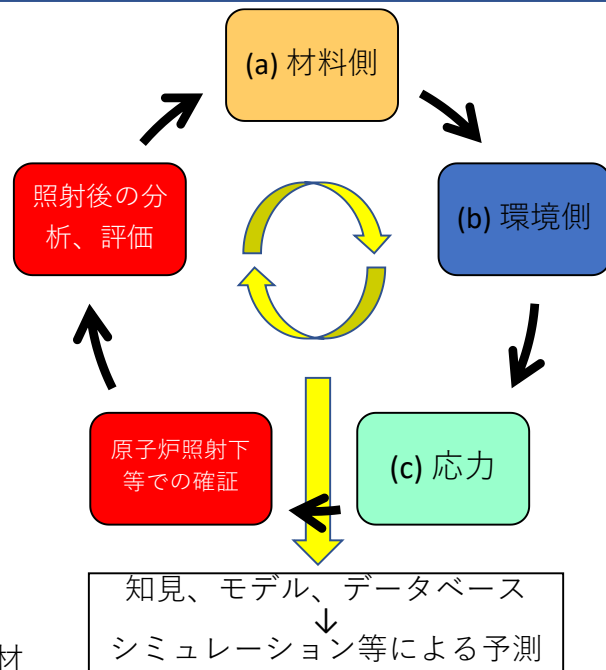 (a) 材料側
(b) 環境側
(c) 応力
原子炉照射下
等での確証
照射後の分
析、評価
知見、モデル、データベース
↓
シミュレーション等による予測
材